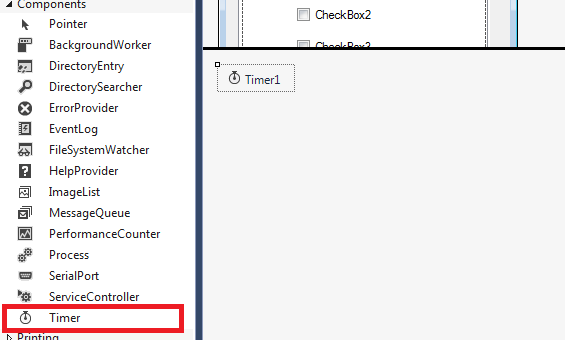 Components
Pointer
BackgroundWorker
DirectoryEntry
DirectorySearcher
ErrorProvider
EventLog
FileSystemWatcher
HelpProvider
ImageList
MessageQueue
PerformanceCounter
Process
SerialPort
ServiceController
Timer
Printing
CheckBox2
CheckBox3
Timer1